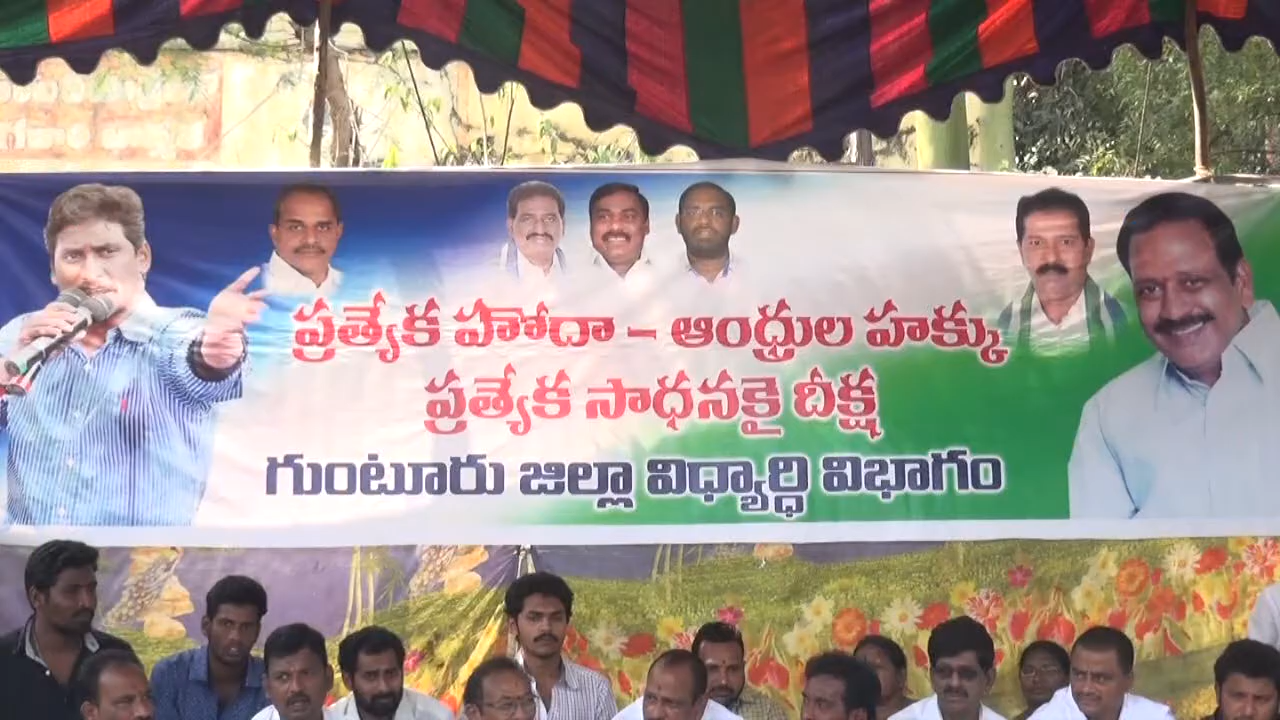 ప్రత్యేక హోదా - ఆంధ్రుల హక్కు
ప్రత్యేక సాధనకై దీక్ష
గుంటూరు జిల్లా విధ్యార్ధి విభాగం